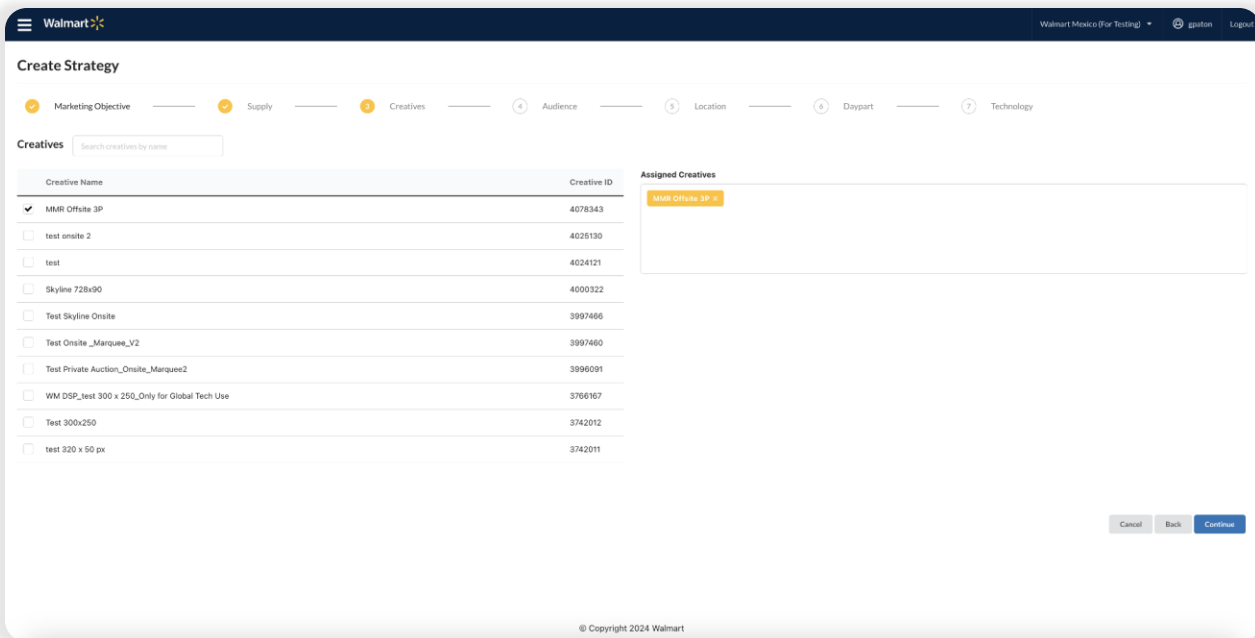 Walmart
Walmart Mexico (For Testing)
gpaton
Logout
Create Strategy
Marketing Objective
Supply
3 Creatives
4 Audience
5 Location
6 Daypart
7 Technology
Creatives
Search creatives by name
Creative Name Creative ID
MMR Offsite 3P 4078343
test onsite 2 4025130
test 4024121
Skyline 728x90 4000322
Test Skyline Onsite 3997466
Test Onsite _Marquee_V2 3997460
Test Private Auction_Onsite_Marquee2 3996091
WM DSP_test 300 x 250_Only for Global Tech Use 3766167
Test 300x250 3742012
test 320 x 50 px 3742011
Assigned Creatives
MMR Offsite 3P ×
Cancel
Back
Continue
© Copyright 2024 Walmart